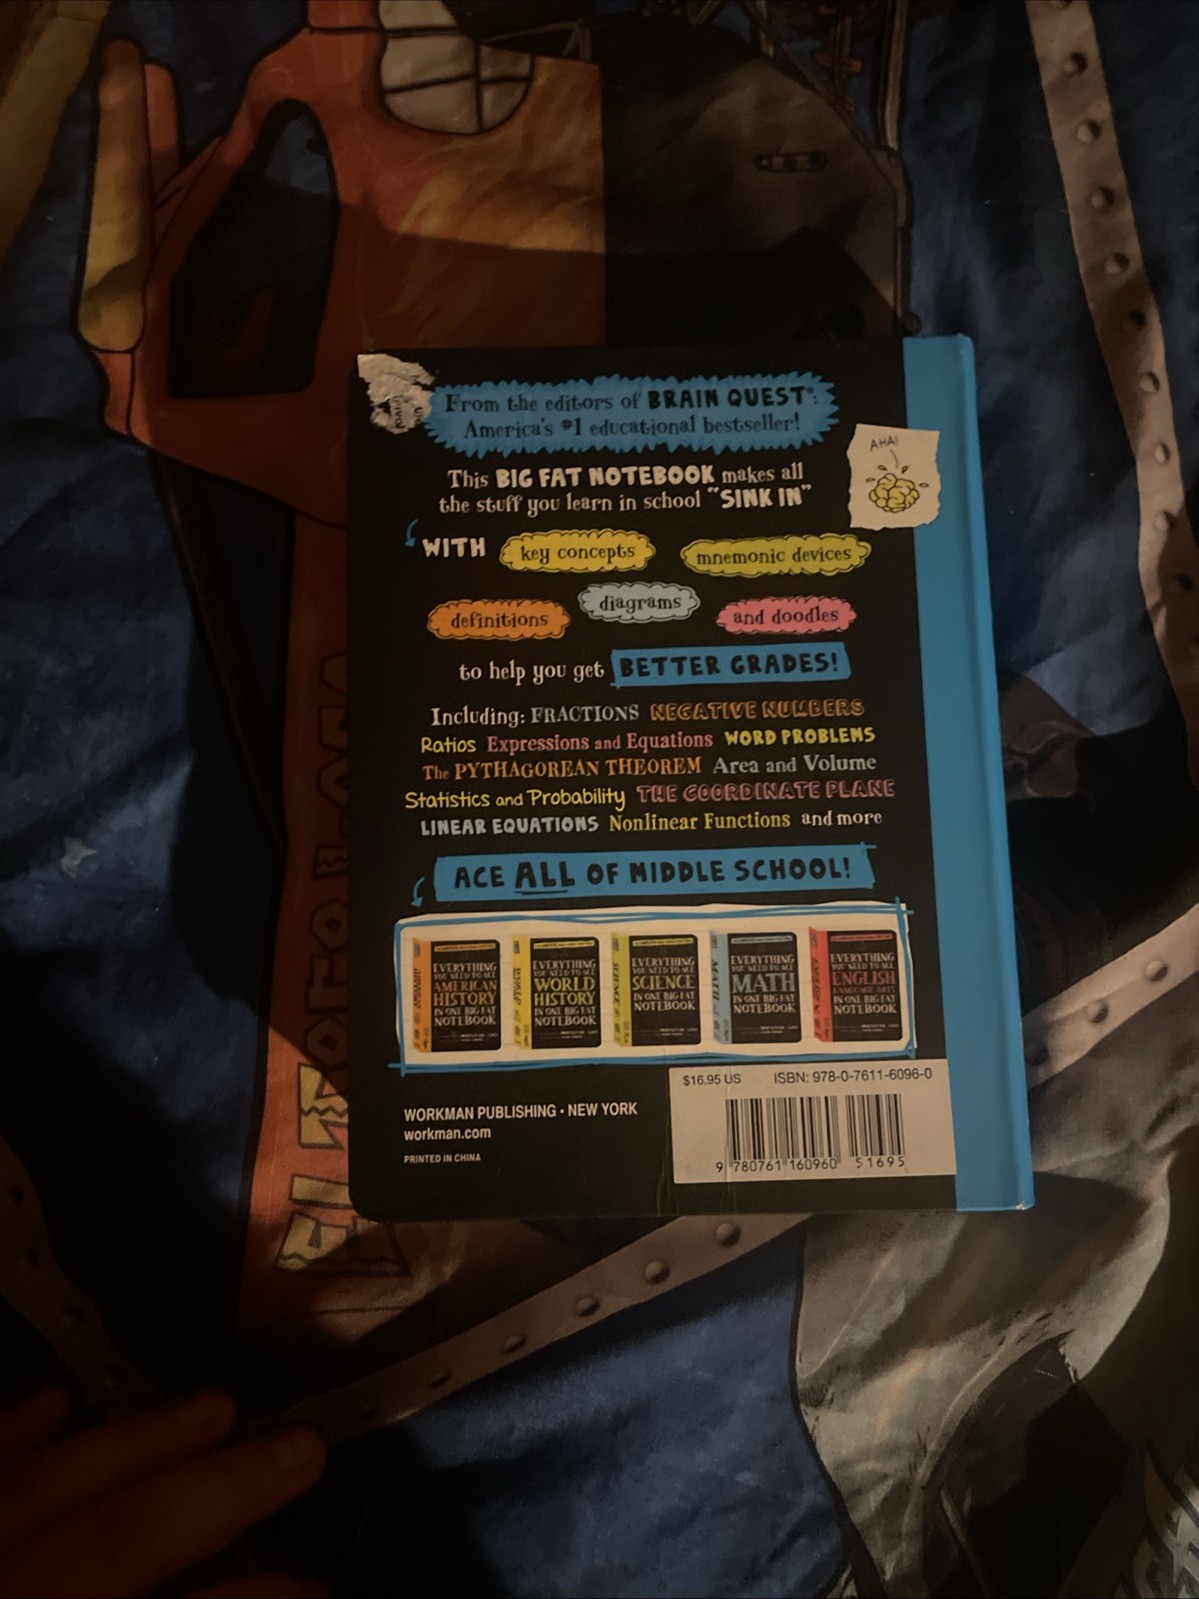 From the editors of BRAIN QUEST®:
America's #1 educational bestseller!
AHA!
This BIG FAT NOTEBOOK makes all
the stuff you learn in school "SINK IN"
WITH key concepts mnemonic devices
definitions diagrams and doodles
to help you get BETTER GRADES!
Including: FRACTIONS NEGATIVE NUMBERS
Ratios Expressions and Equations WORD PROBLEMS
The PYTHAGOREAN THEOREM Area and Volume
Statistics and Probability THE COORDINATE PLANE
LINEAR EQUATIONS Nonlinear Functions and more
ACE ALL OF MIDDLE SCHOOL!
EVERYTHING
YOU NEED TO ACE
AMERICAN
HISTORY
IN ONE BIG FAT
NOTEBOOK
EVERYTHING
YOU NEED TO ACE
WORLD
HISTORY
IN ONE BIG FAT
NOTEBOOK
EVERYTHING
YOU NEED TO ACE
SCIENCE
IN ONE BIG FAT
NOTEBOOK
EVERYTHING
YOU NEED TO ACE
MATH
IN ONE BIG FAT
NOTEBOOK
EVERYTHING
YOU NEED TO ACE
ENGLISH
LANGUAGE ARTS
IN ONE BIG FAT
NOTEBOOK
WORKMAN PUBLISHING • NEW YORK
workman.com
PRINTED IN CHINA
$16.95 US ISBN: 978-0-7611-6096-0
9 780761 160960 51695